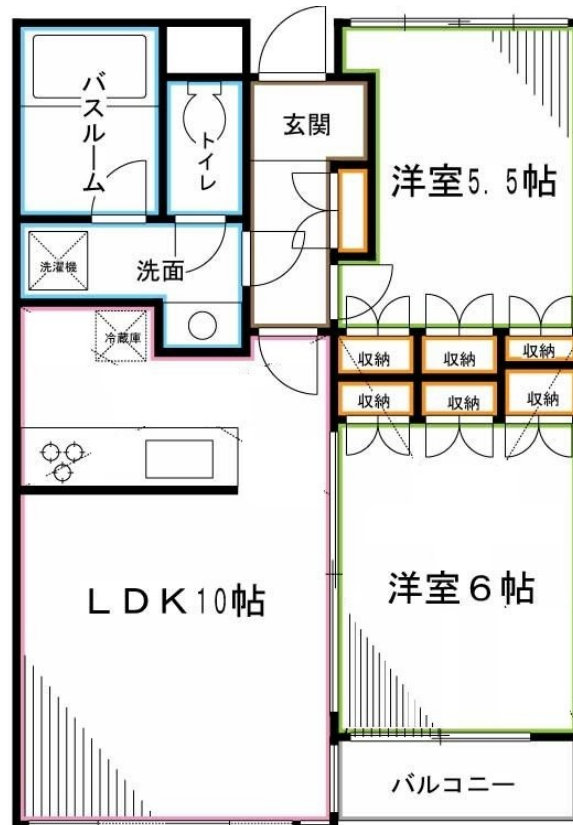 バスルーム
トイレ
玄関
洋室5.5帖
洗濯機
洗面
冷蔵庫
収納
収納
収納
収納
収納
収納
LDK10帖
洋室6帖
バルコニー